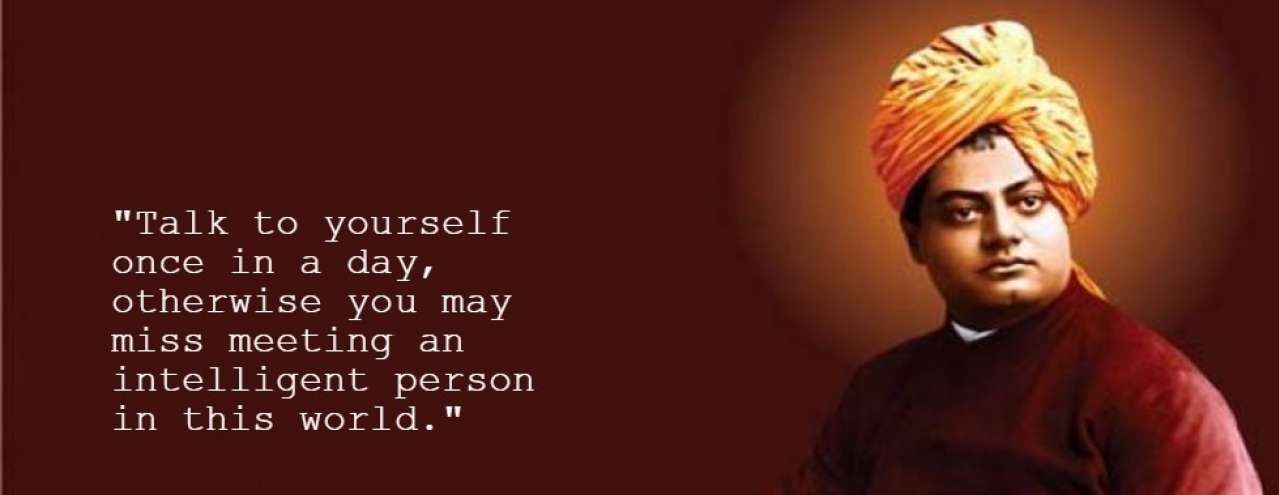 "Talk to yourself
once in a day,
otherwise you may
miss meeting an
intelligent person
in this world."